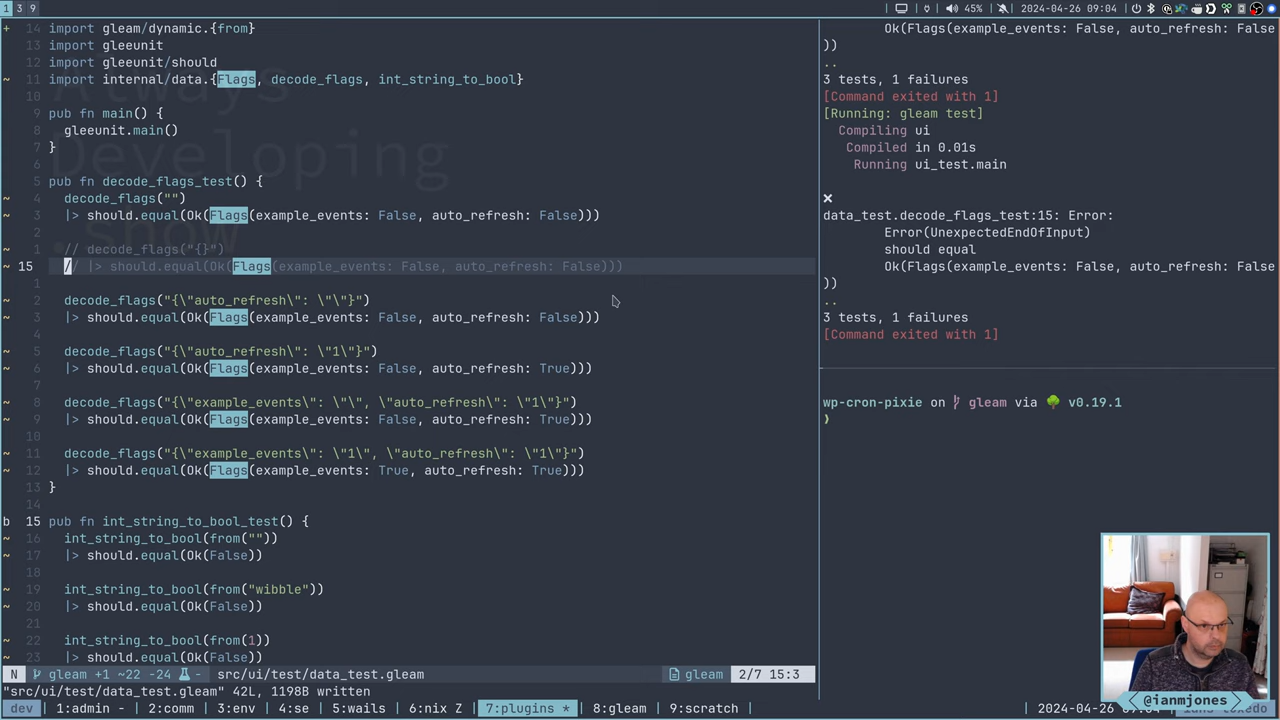 1 3 9
45%
2024-04-26 09:04
+ 14 import gleam/dynamic.{from}
13 import gleeunit
12 import gleeunit/should
~ 11 import internal/data.{Flags, decode_flags, int_string_to_bool}
10
9 pub fn main() {
8 gleeunit.main()
7 }
6
5 pub fn decode_flags_test() {
~ 4 decode_flags("")
~ 3 |> should.equal(Ok(Flags(example_events: False, auto_refresh: False)))
2
~ 1 // decode_flags("{}")
~ 15 // |> should.equal(Ok(Flags(example_events: False, auto_refresh: False)))
1
~ 2 decode_flags("{\"auto_refresh\": \"\"}")
~ 3 |> should.equal(Ok(Flags(example_events: False, auto_refresh: False)))
4
~ 5 decode_flags("{\"auto_refresh\": \"1\"}")
~ 6 |> should.equal(Ok(Flags(example_events: False, auto_refresh: True)))
7
~ 8 decode_flags("{\"example_events\": \"\", \"auto_refresh\": \"1\"}")
~ 9 |> should.equal(Ok(Flags(example_events: False, auto_refresh: True)))
10
~ 11 decode_flags("{\"example_events\": \"1\", \"auto_refresh\": \"1\"}")
~ 12 |> should.equal(Ok(Flags(example_events: True, auto_refresh: True)))
13 }
14
b 15 pub fn int_string_to_bool_test() {
~ 16 int_string_to_bool(from(""))
~ 17 |> should.equal(Ok(False))
18
~ 19 int_string_to_bool(from("wibble"))
~ 20 |> should.equal(Ok(False))
21
~ 22 int_string_to_bool(from(1))
~ 23 |> should.equal(Ok(False))
Always
Developing
.show
N gleam +1 ~22 -24 - src/ui/test/data_test.gleam gleam 2/7 15:3
"src/ui/test/data_test.gleam" 42L, 1198B written
Ok(Flags(example_events: False, auto_refresh: False
))
..
3 tests, 1 failures
[Command exited with 1]
[Running: gleam test]
Compiling ui
Compiled in 0.01s
Running ui_test.main
❌
data_test.decode_flags_test:15: Error:
Error(UnexpectedEndOfInput)
should equal
Ok(Flags(example_events: False, auto_refresh: False
))
..
3 tests, 1 failures
[Command exited with 1]
wp-cron-pixie on gleam via v0.19.1
❯
@ianmjones
dev 1:admin - 2:comm 3:env 4:se 5:wails 6:nix Z 7:plugins * 8:gleam 9:scratch 2024-04-26 09:04